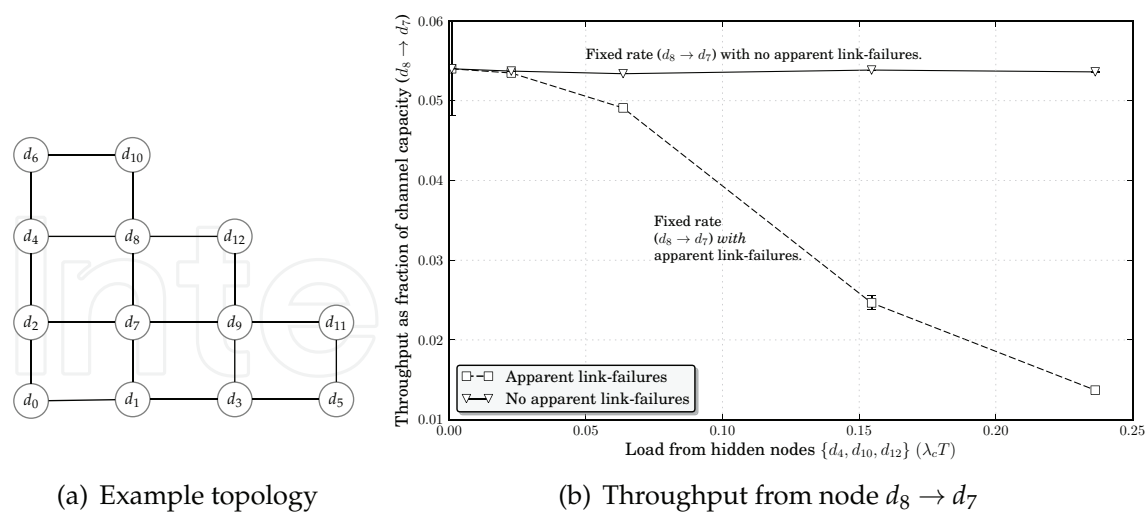 d6
d10
d4
d8
d12
d2
d7
d9
d11
d0
d1
d3
d5
Inte
(a) Example topology
Throughput as fraction of channel capacity (d8 → d7)
0.06
0.05
0.04
0.03
0.02
0.01
Fixed rate (d8 → d7) with no apparent link-failures.
Fixed rate
(d8 → d7) with
apparent link-failures.
Apparent link-failures
No apparent link-failures
0.00 0.05 0.10 0.15 0.20 0.25
Load from hidden nodes {d4, d10, d12} (λcT)
(b) Throughput from node d8 → d7